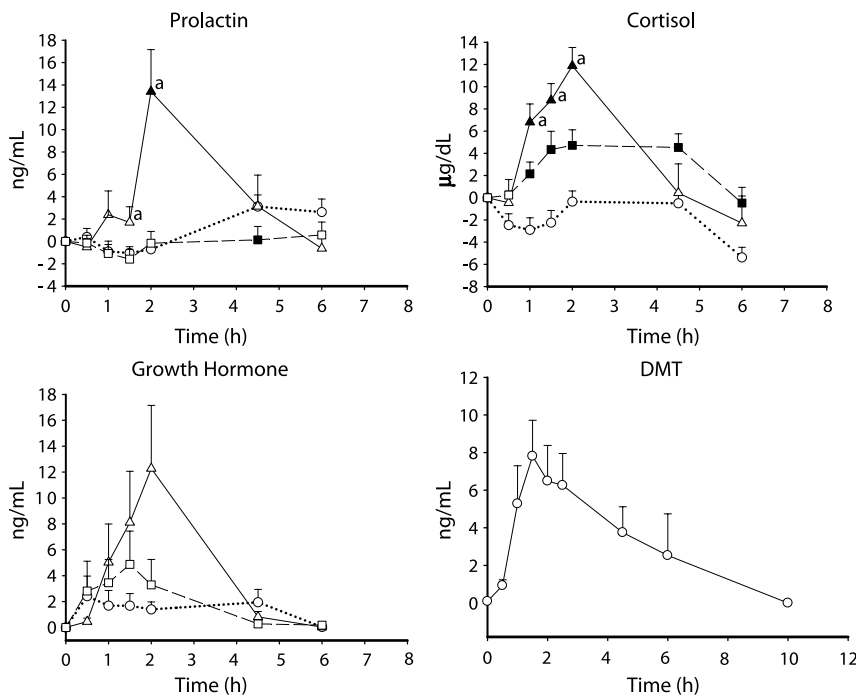 Prolactin
18
16
14
12
10
8
6
4
2
0
- 2
- 4
ng/mL
a
a
0 1 2 3 4 5 6 7 8
Time (h)
Cortisol
14
12
10
8
6
4
2
0
-2
-4
-6
-8
µg/dL
a
a
a
0 1 2 3 4 5 6 7 8
Time (h)
Growth Hormone
18
16
14
12
10
8
6
4
2
0
ng/mL
0 1 2 3 4 5 6 7 8
Time (h)
DMT
12
10
8
6
4
2
0
ng/mL
0 2 4 6 8 10 12
Time (h)